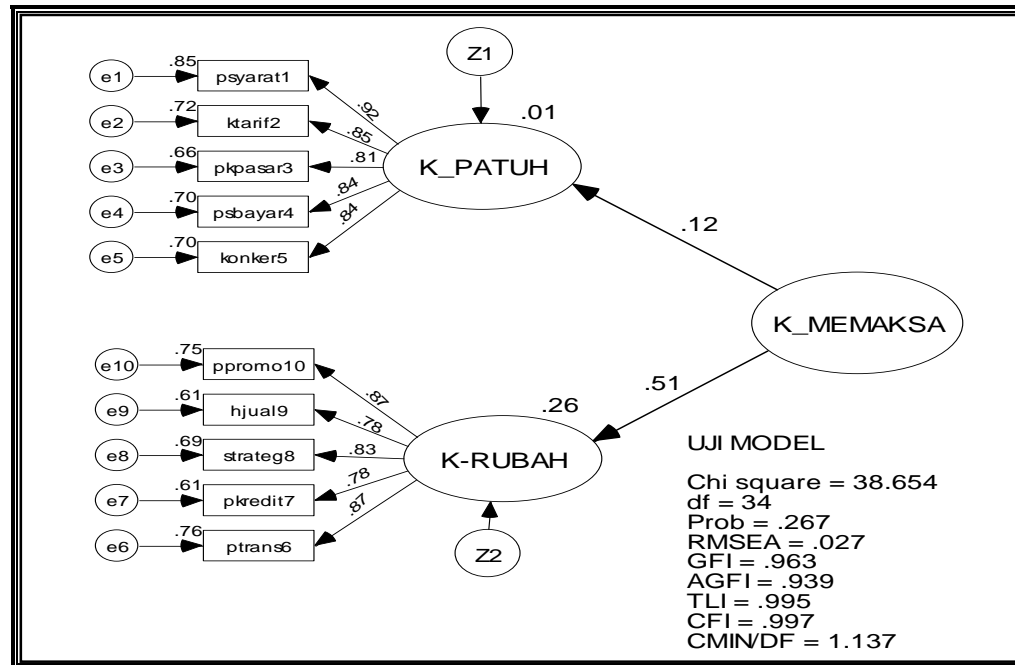 Z1
.01
e1 .85 psyarat1 .92
e2 .72 ktarif2 .85
e3 .66 pkpasar3 .81
e4 .70 psbayar4 .84
e5 .70 konker5 .84
K_PATUH
.12
K_MEMAKSA
.51
e10 .75 ppromo10 .87
e9 .61 hjual9 .78
e8 .69 strateg8 .83
e7 .61 pkredit7 .78
e6 .76 ptrans6 .87
.26
K-RUBAH
Z2
UJI MODEL
Chi square = 38.654
df = 34
Prob = .267
RMSEA = .027
GFI = .963
AGFI = .939
TLI = .995
CFI = .997
CMIN/DF = 1.137